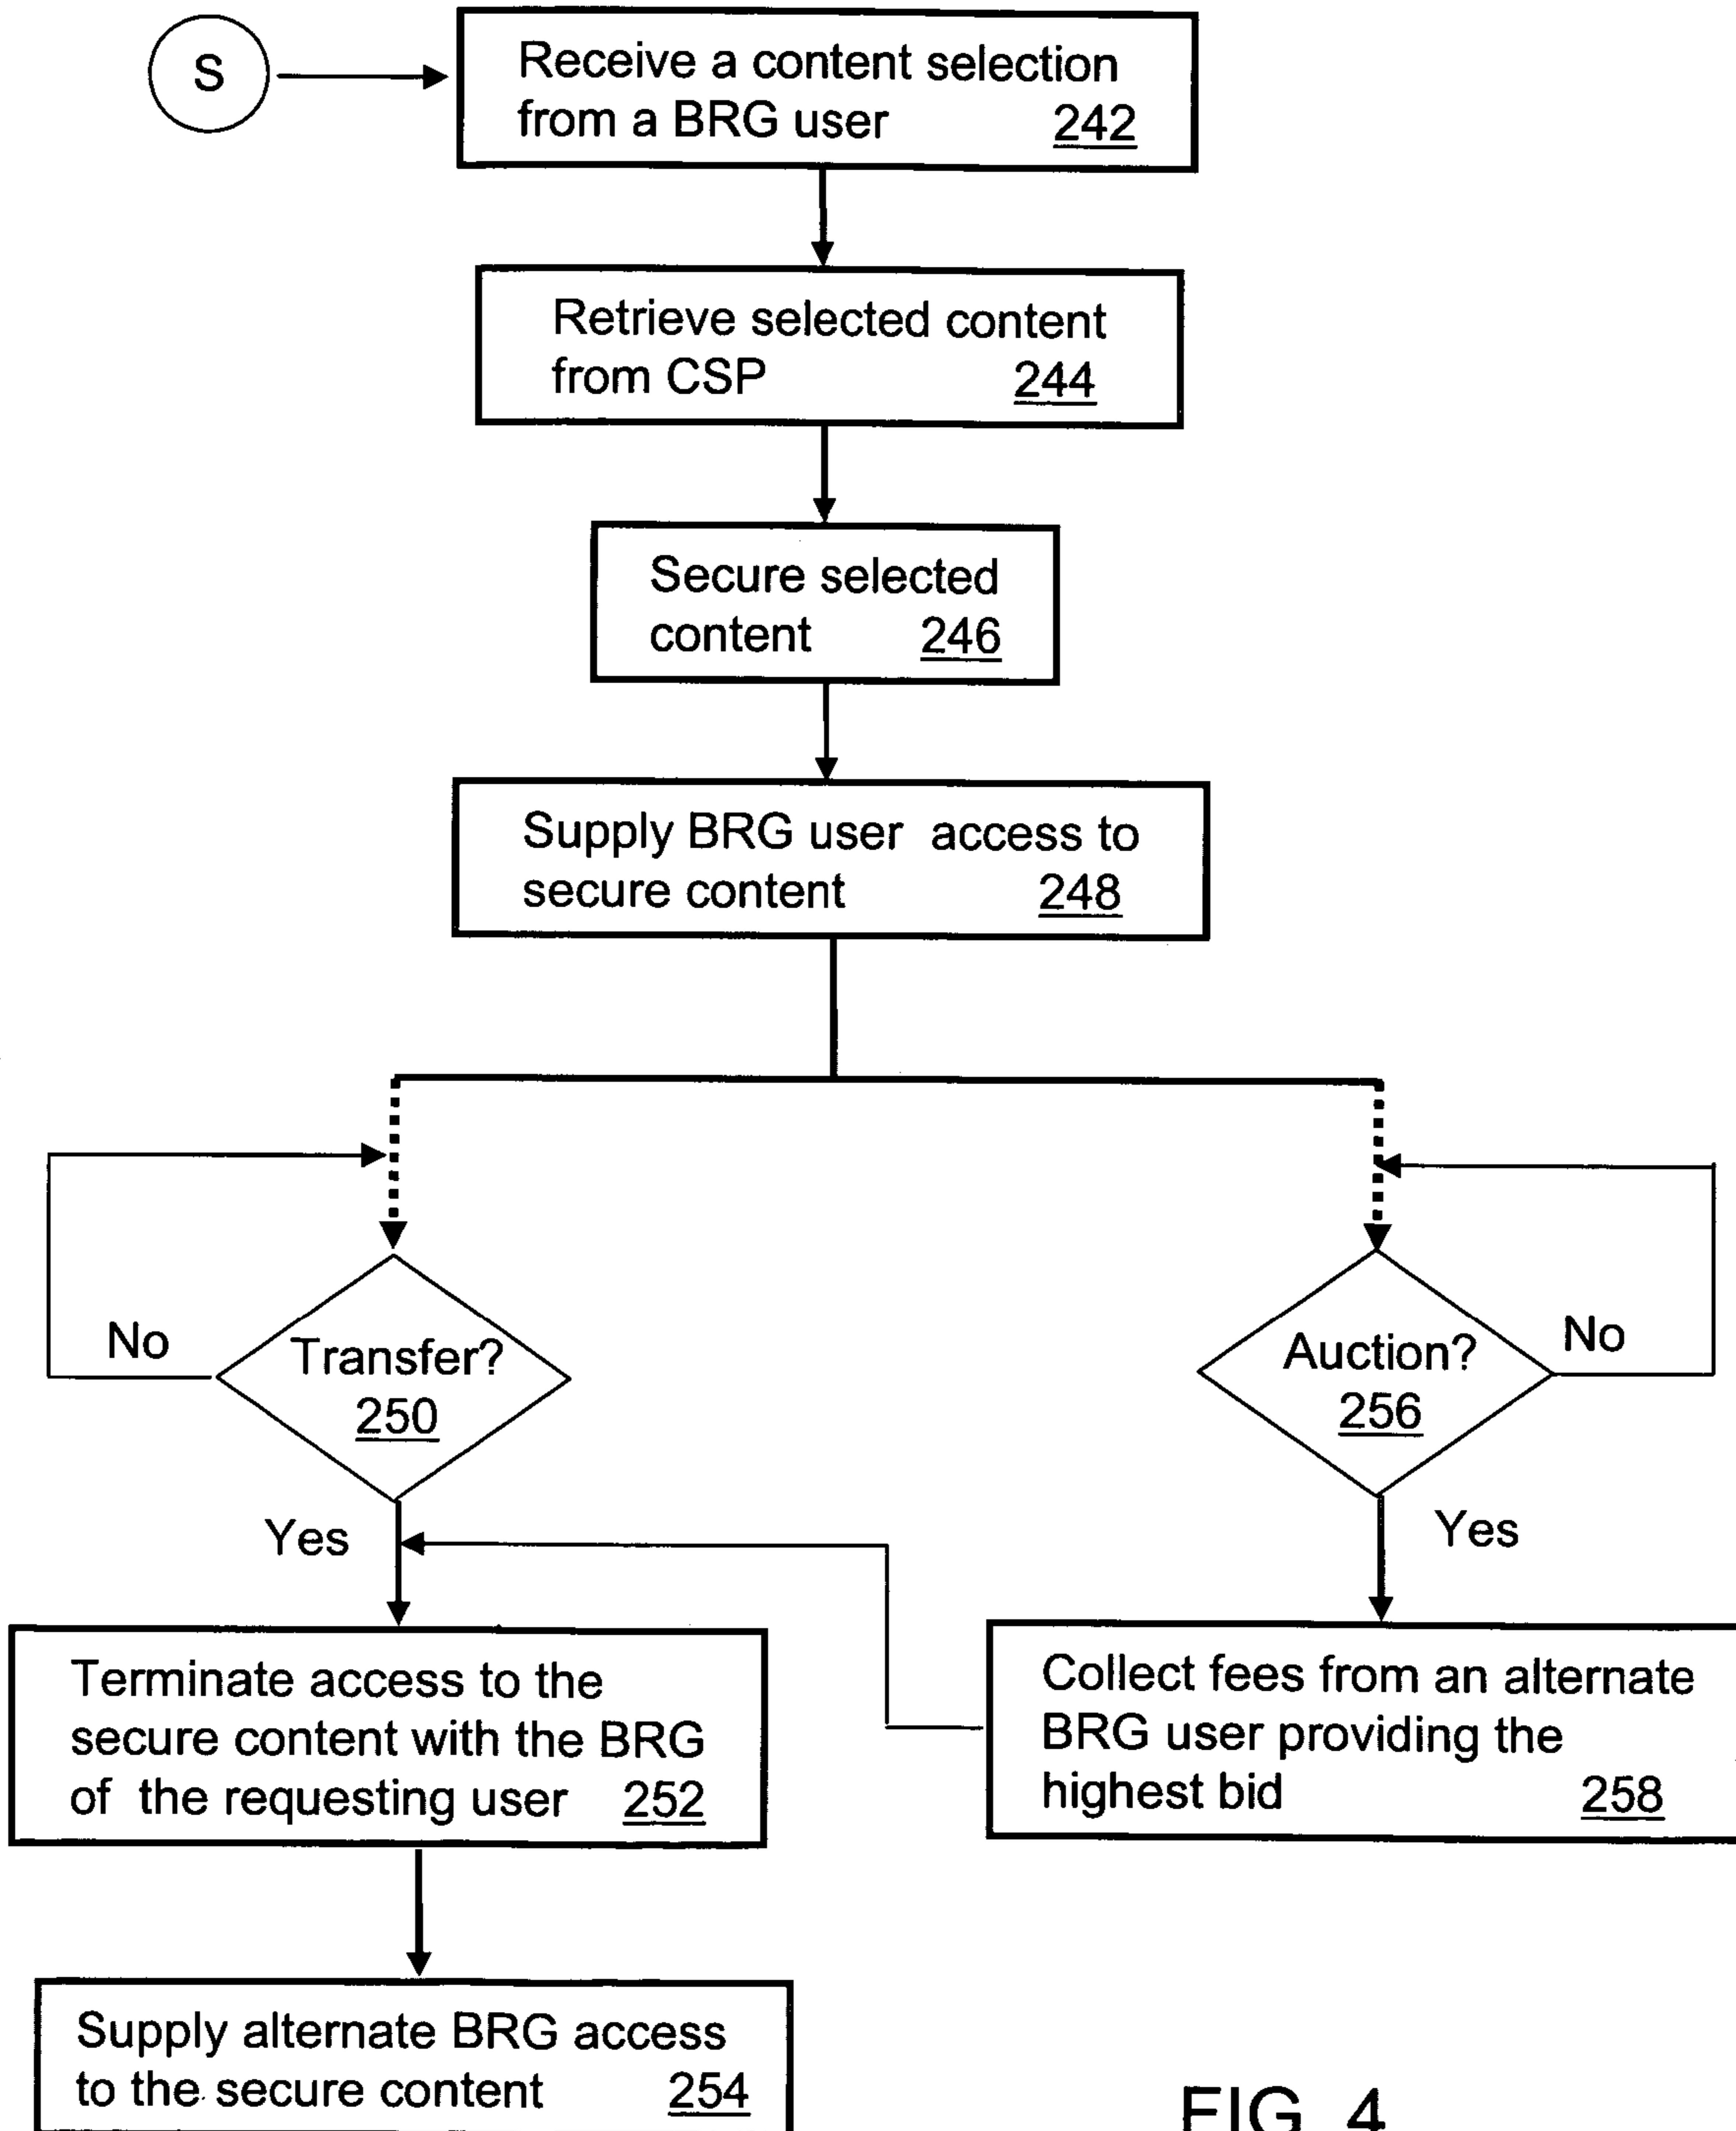 S
Receive a content selection
from a BRG user 242
Retrieve selected content
from CSP 244
Secure selected
content 246
Supply BRG user access to
secure content 248
No
Transfer?
250
Yes
Auction?
256
No
Yes
Terminate access to the
secure content with the BRG
of the requesting user 252
Collect fees from an alternate
BRG user providing the
highest bid 258
Supply alternate BRG access
to the secure content 254
FIG. 4